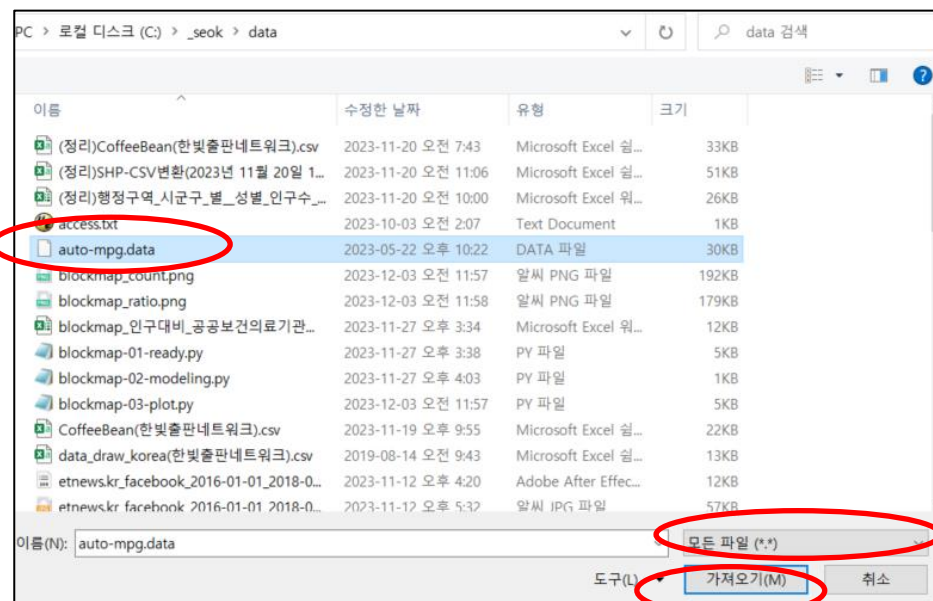 PC > 로컬 디스크 (C:) > _seok > data data 검색
이름 수정한 날짜 유형 크기
(정리)CoffeeBean(한빛출판네트워크).csv 2023-11-20 오전 7:43 Microsoft Excel 쉼... 33KB
(정리)SHP-CSV변환(2023년 11월 20일 1... 2023-11-20 오전 11:06 Microsoft Excel 쉼... 51KB
(정리)행정구역_시군구_별__성별_인구수_... 2023-11-20 오전 10:00 Microsoft Excel 워... 26KB
access.txt 2023-10-03 오전 2:07 Text Document 1KB
auto-mpg.data 2023-05-22 오후 10:22 DATA 파일 30KB
blockmap_count.png 2023-12-03 오전 11:57 알씨 PNG 파일 192KB
blockmap_ratio.png 2023-12-03 오전 11:58 알씨 PNG 파일 179KB
blockmap_인구대비_공공보건의료기관... 2023-11-27 오후 3:34 Microsoft Excel 워... 12KB
blockmap-01-ready.py 2023-11-27 오후 3:38 PY 파일 5KB
blockmap-02-modeling.py 2023-11-27 오후 4:03 PY 파일 1KB
blockmap-03-plot.py 2023-12-03 오전 11:57 PY 파일 5KB
CoffeeBean(한빛출판네트워크).csv 2023-11-19 오후 9:55 Microsoft Excel 쉼... 22KB
data_draw_korea(한빛출판네트워크).csv 2019-08-14 오전 9:43 Microsoft Excel 쉼... 13KB
etnews.kr_facebook_2016-01-01_2018-0... 2023-11-12 오후 4:20 Adobe After Effec... 12KB
etnews.kr_facebook_2016-01-01_2018-0... 2023-11-12 오후 5:32 알씨 JPG 파일 57KB
이름(N): auto-mpg.data 모든 파일 (*.*)
도구(L) 가져오기(M) 취소